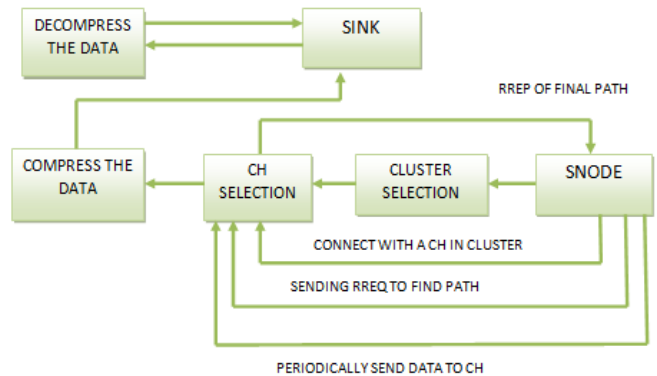 DECOMPRESS
THE DATA
SINK
RREP OF FINAL PATH
COMPRESS THE
DATA
CH
SELECTION
CLUSTER
SELECTION
SNODE
CONNECT WITH A CH IN CLUSTER
SENDING RREQ TO FIND PATH
PERIODICALLY SEND DATA TO CH